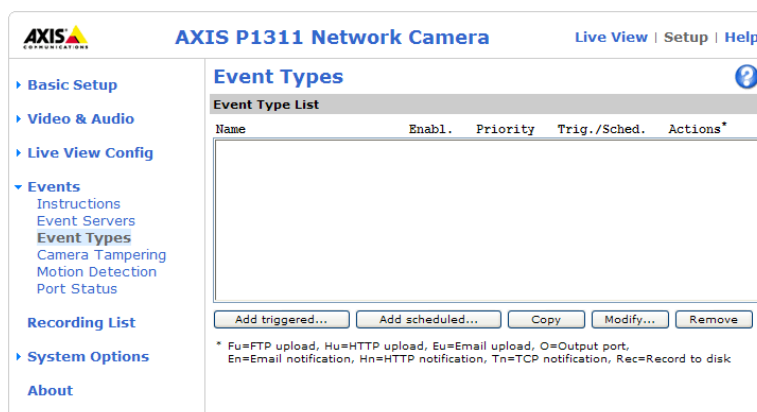 AXIS
COMMUNICATIONS
AXIS P1311 Network Camera
Live View | Setup | Help
Basic Setup
Video & Audio
Live View Config
Events
Instructions
Event Servers
Event Types
Camera Tampering
Motion Detection
Port Status
Recording List
System Options
About
Event Types
?
Event Type List
Name Enabl. Priority Trig./Sched. Actions*
Add triggered... Add scheduled... Copy Modify... Remove
* Fu=FTP upload, Hu=HTTP upload, Eu=Email upload, O=Output port,
En=Email notification, Hn=HTTP notification, Tn=TCP notification, Rec=Record to disk